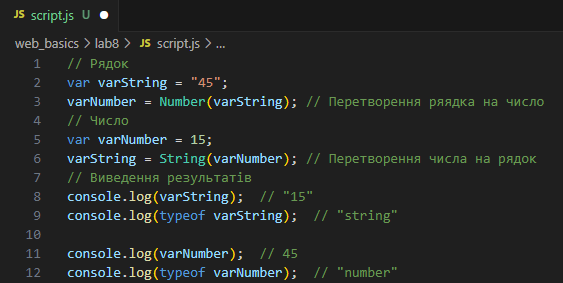 JS script.js U
web_basics > lab8 > JS script.js > ...
1 // Рядок
2 var varString = "45";
3 varNumber = Number(varString); // Перетворення ряядка на число
4 // Число
5 var varNumber = 15;
6 varString = String(varNumber); // Перетворення числа на рядок
7 // Виведення результатів
8 console.log(varString);  // "15"
9 console.log(typeof varString);  // "string"
10
11 console.log(varNumber);  // 45
12 console.log(typeof varNumber);  // "number"